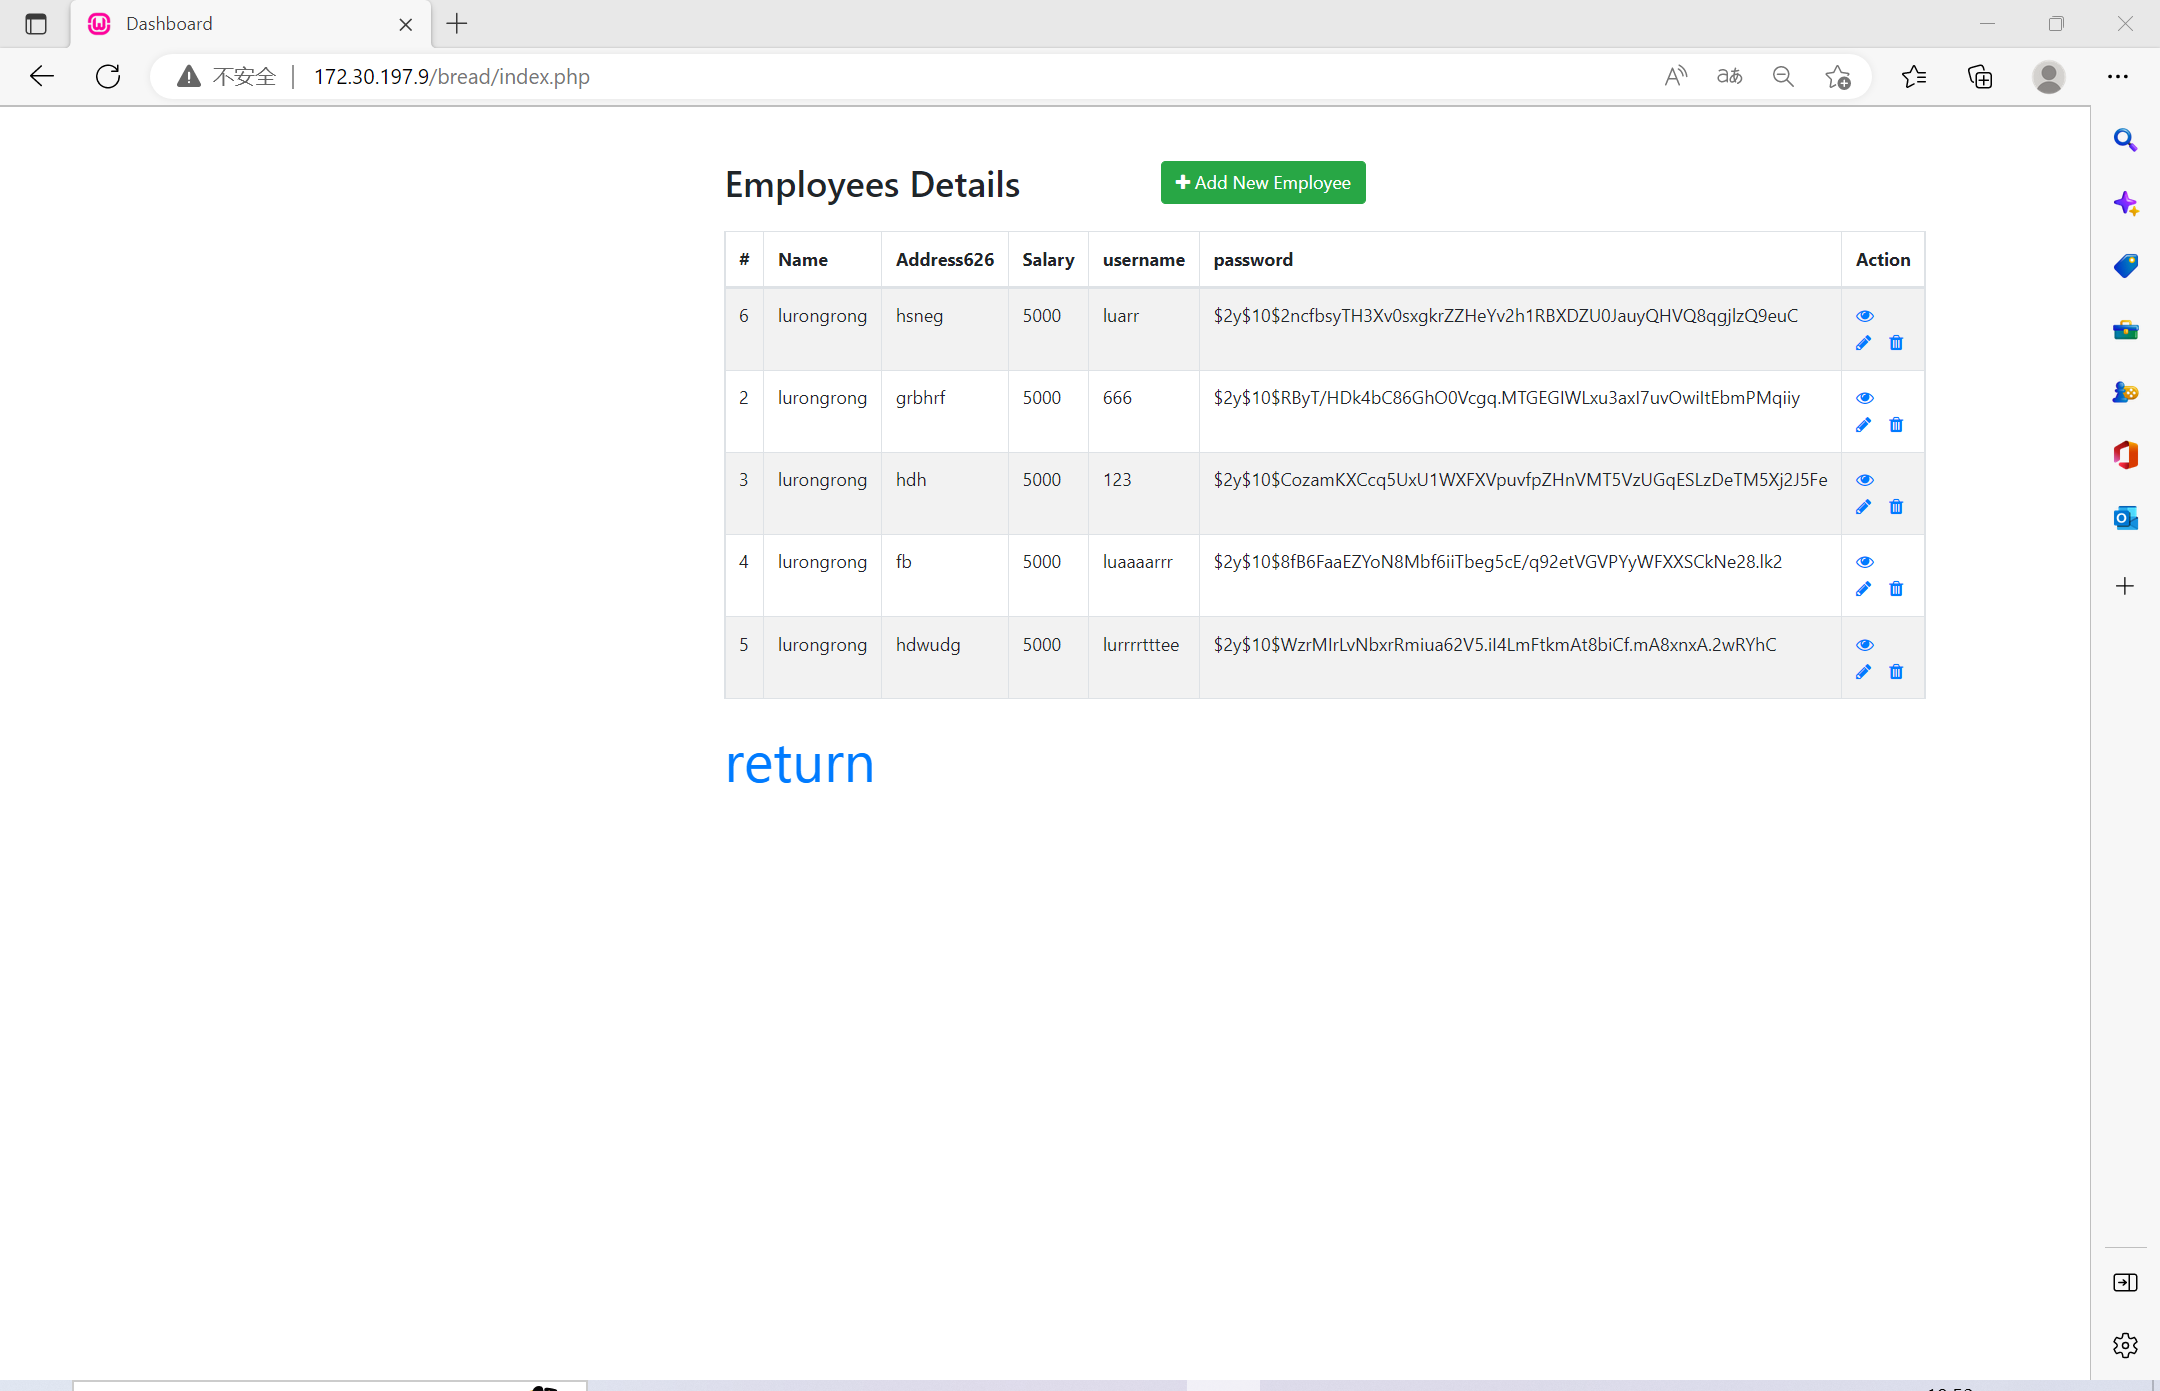 Dashboard
不安全 172.30.197.9/bread/index.php
Employees Details
Add New Employee
# Name Address626 Salary username password Action
6 lurongrong hsneg 5000 luarr $2y$10$2ncfbsyTH3Xv0sxgkrZZHeYv2h1RBXDZU0JauyQHVQ8qgjlzQ9euC
2 lurongrong grbhrf 5000 666 $2y$10$RByT/HDk4bC86GhO0Vcgq.MTGEGIWLxu3axI7uvOwiltEbmPMqiiy
3 lurongrong hdh 5000 123 $2y$10$CozamKXCcq5UxU1WXFXVpuvfpZHnVMT5VzUGqESLzDeTM5Xj2J5Fe
4 lurongrong fb 5000 luaaaarrr $2y$10$8fB6FaaEZYoN8Mbf6iiTbeg5cE/q92etVGVPYyWFXXSCkNe28.lk2
5 lurongrong hdwudg 5000 lurrrrtttee $2y$10$WzrMIrLvNbxrRmiua62V5.iI4LmFtkmAt8biCf.mA8xnxA.2wRYhC
return